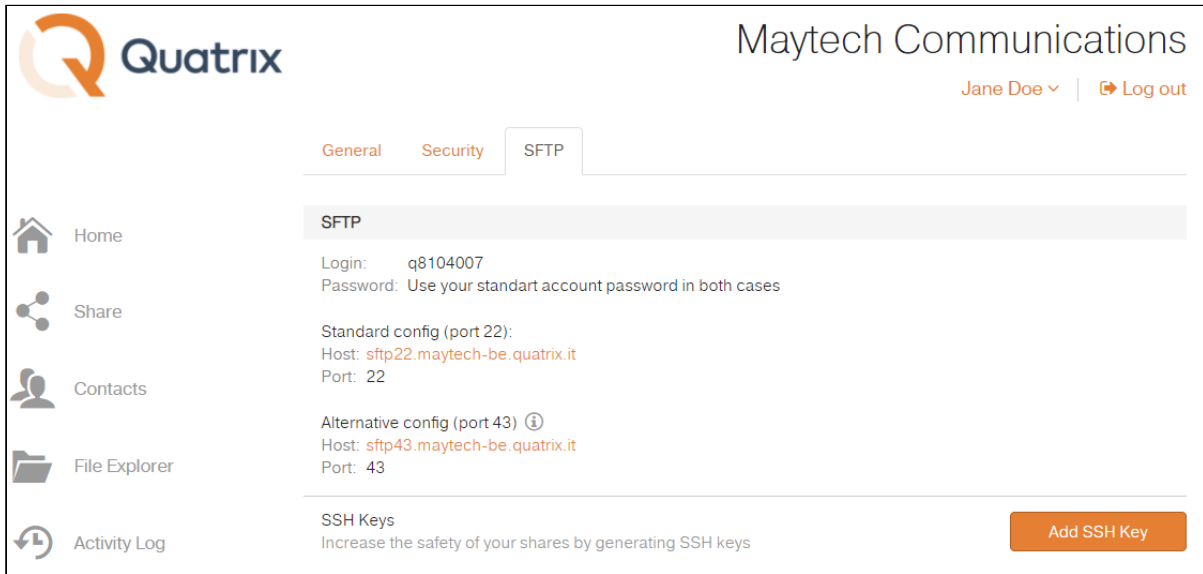 Quatrix
Maytech Communications
Jane Doe
Log out
General Security SFTP
Home
Share
Contacts
File Explorer
Activity Log
SFTP
Login: q8104007
Password: Use your standart account password in both cases
Standard config (port 22):
Host: sftp22.maytech-be.quatrix.it
Port: 22
Alternative config (port 43)
Host: sftp43.maytech-be.quatrix.it
Port: 43
SSH Keys
Increase the safety of your shares by generating SSH keys
Add SSH Key